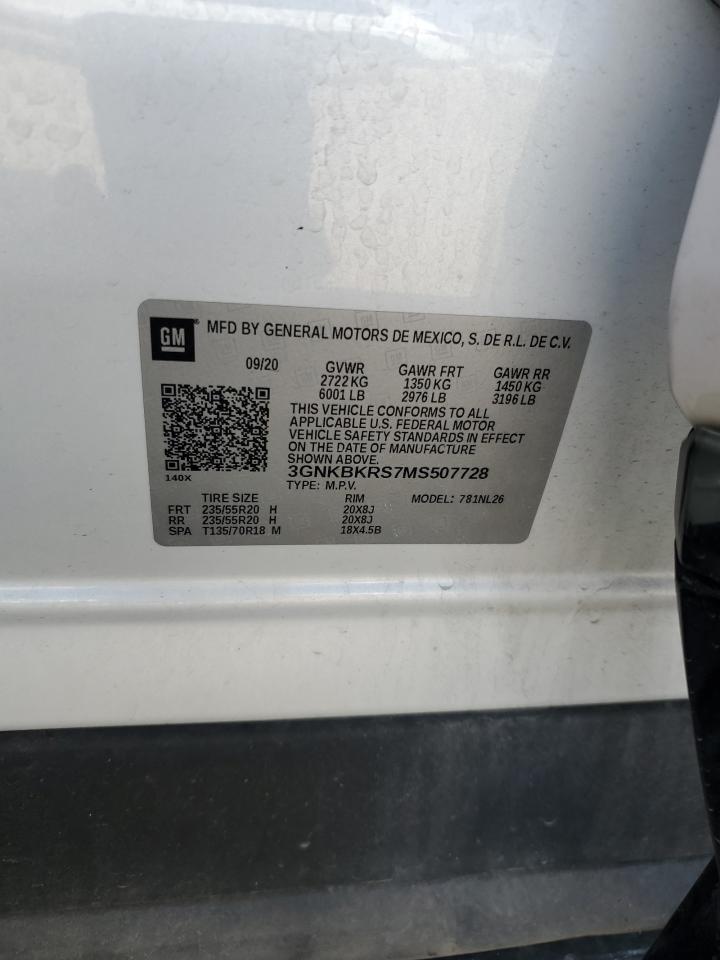 GM ® MFD BY GENERAL MOTORS DE MEXICO, S. DE R.L. DE C.V.
09/20 GVWR GAWR FRT GAWR RR
2722 KG 1350 KG 1450 KG
6001 LB 2976 LB 3196 LB
THIS VEHICLE CONFORMS TO ALL
APPLICABLE U.S. FEDERAL MOTOR
VEHICLE SAFETY STANDARDS IN EFFECT
ON THE DATE OF MANUFACTURE
SHOWN ABOVE.
140X 3GNKBKRS7MS507728
TYPE: M.P.V. MODEL: 781NL26
TIRE SIZE RIM
FRT 235/55R20 H 20X8J
RR 235/55R20 H 20X8J
SPA T135/70R18 M 18X4.5B